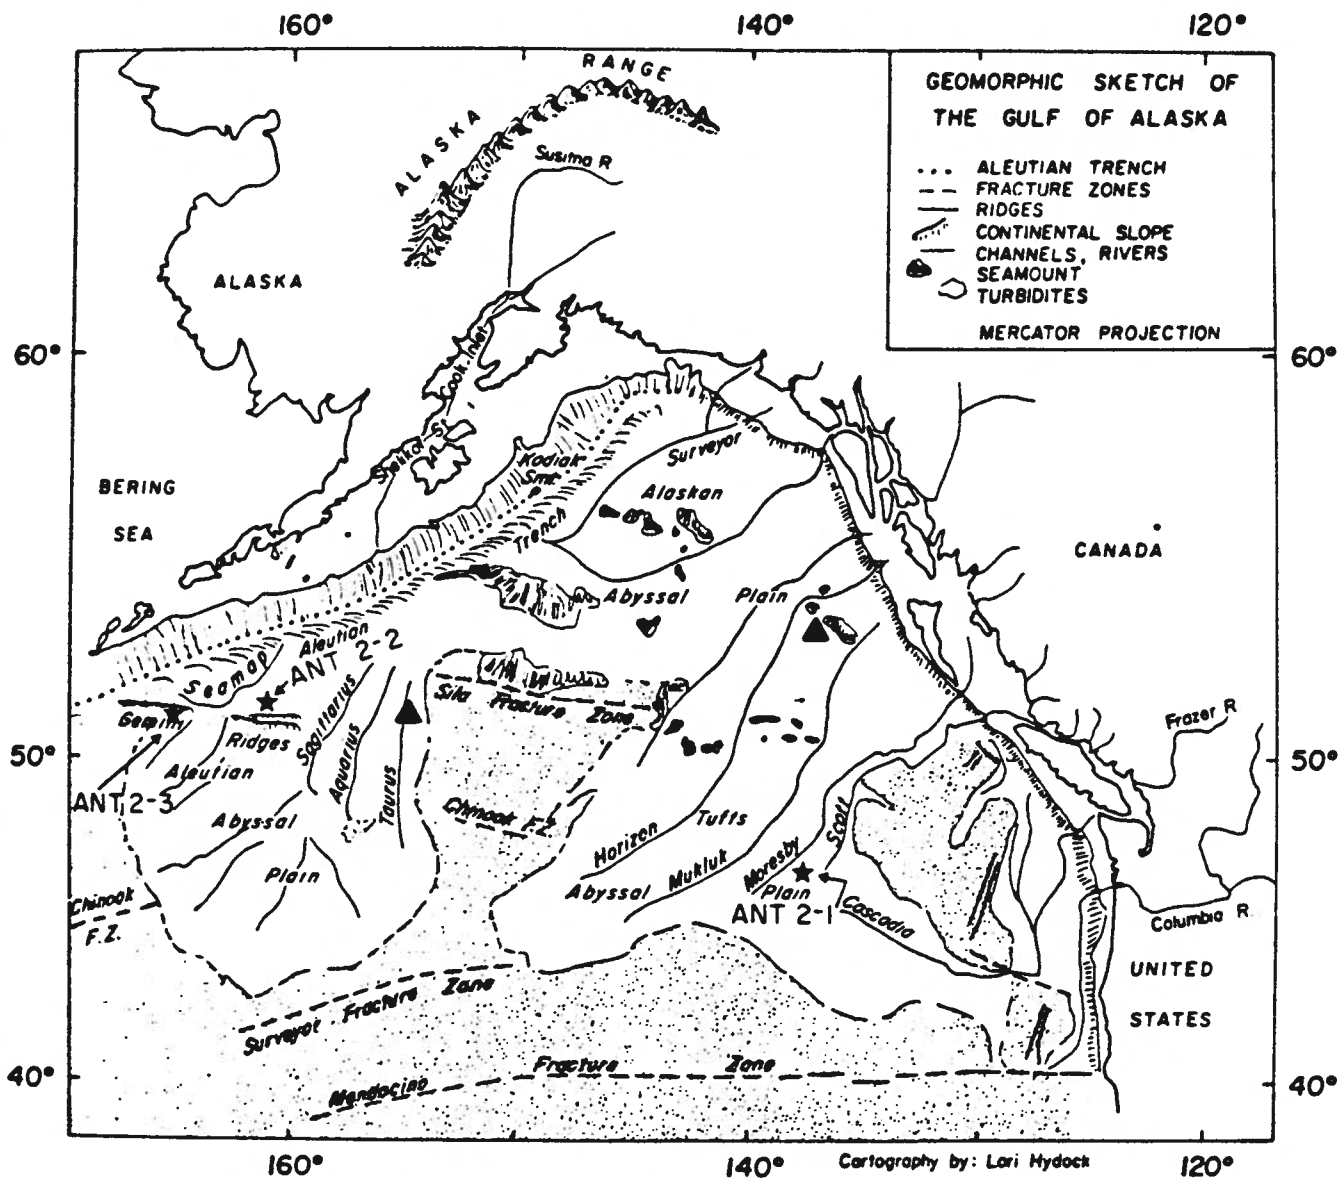 160°
140°
120°
GEOMORPHIC SKETCH OF
THE GULF OF ALASKA
ALEUTIAN TRENCH
FRACTURE ZONES
RIDGES
CONTINENTAL SLOPE
CHANNELS, RIVERS
SEAMOUNT
TURBIDITES
MERCATOR PROJECTION
ALASKA RANGE
Susitna R
ALASKA
60°
60°
Cook Inlet
Shelikof St
Kodiak
Smt
Surveyor
Alaskan
BERING
SEA
Trench
CANADA
Abyssal
Plain
Aleutian
ANT 2-2
Seamap
Sila Fracture Zone
Gemini
Ridges
Sagittarius
Aquarius
Taurus
Frazer R
50°
50°
Aleutian
ANT 2-3
Abyssal
Plain
Chinook F.Z.
Horizon
Tufts
Mukluk
Abyssal
Moresby
Scott
Plain
ANT 2-1
Cascadia
Columbia R
Chinook
F.Z.
UNITED
STATES
Surveyor Fracture Zone
Mendocino Fracture Zone
40°
40°
160°
140°
120°
Cartography by: Lori Hydock